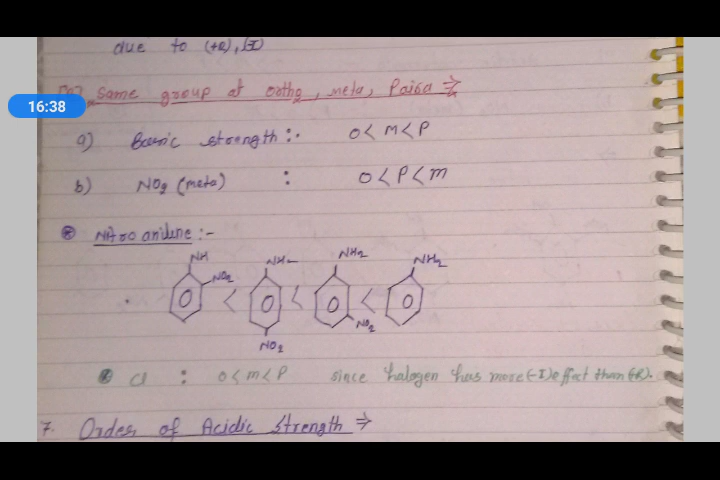 due to (+R), (-I)
Same group at ortho, meta, Para ⇒
16:38
a) Basic strength :- O < M < P
b) NO2 (meta) : O < P < M
Nitro aniline :-
NH NH2 NH2 NH2
NO2 < < <
NO2 NO2
Cl : O < M < P since halogen has more (-I) effect than (+R).
7. Order of Acidic Strength ⇒